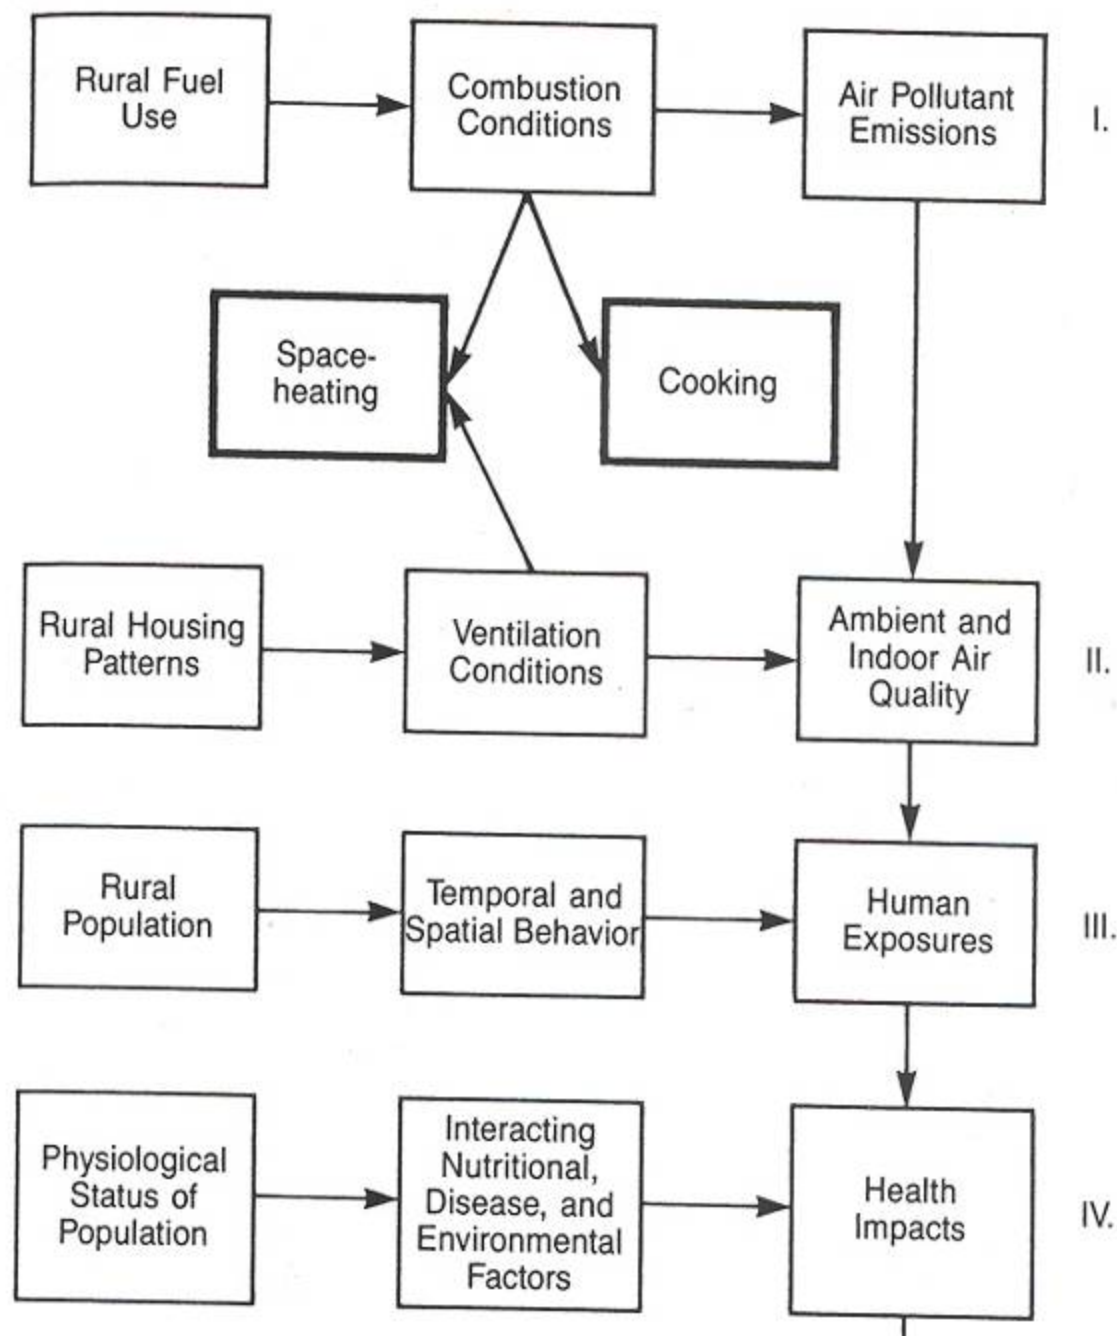 Rural Fuel
Use
Combustion
Conditions
Air Pollutant
Emissions
I.
Space-
heating
Cooking
Rural Housing
Patterns
Ventilation
Conditions
Ambient and
Indoor Air
Quality
II.
Rural
Population
Temporal and
Spatial Behavior
Human
Exposures
III.
Physiological
Status of
Population
Interacting
Nutritional,
Disease, and
Environmental
Factors
Health
Impacts
IV.